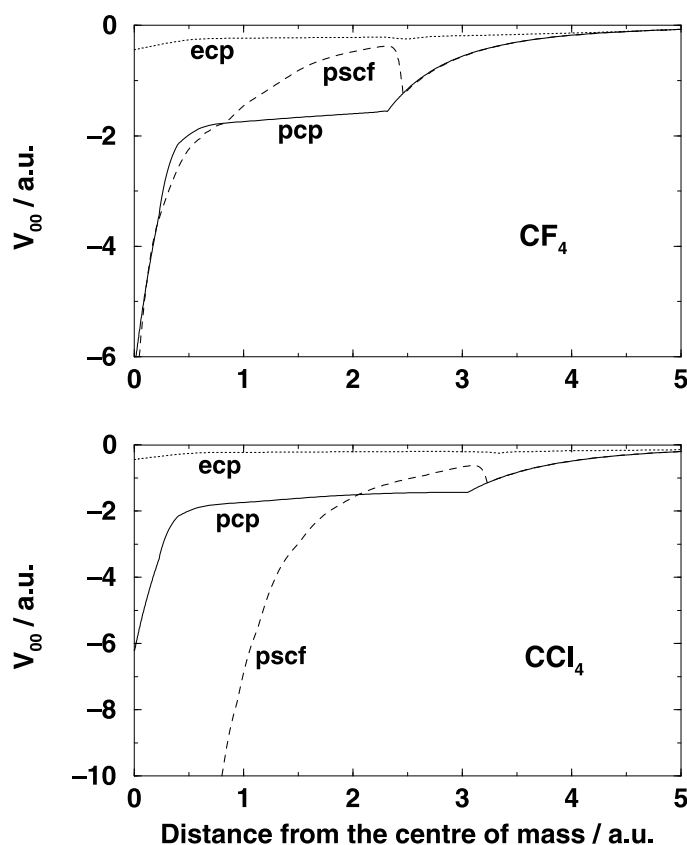 0
ecp
pscf
−2
pcp
V₀₀ / a.u.
−4
CF₄
−6
0 1 2 3 4 5
0
ecp
−2
pcp
−4
V₀₀ / a.u.
−6
pscf
CCl₄
−8
−10
0 1 2 3 4 5
Distance from the centre of mass / a.u.